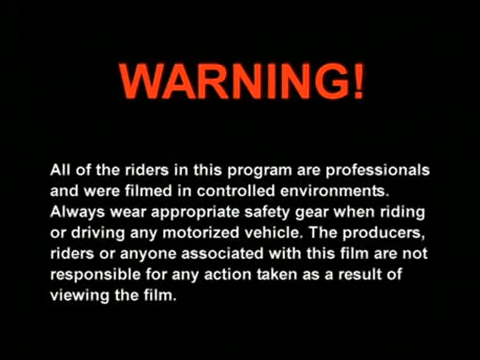 WARNING!
All of the riders in this program are professionals
and were filmed in controlled environments.
Always wear appropriate safety gear when riding
or driving any motorized vehicle. The producers,
riders or anyone associated with this film are not
responsible for any action taken as a result of
viewing the film.